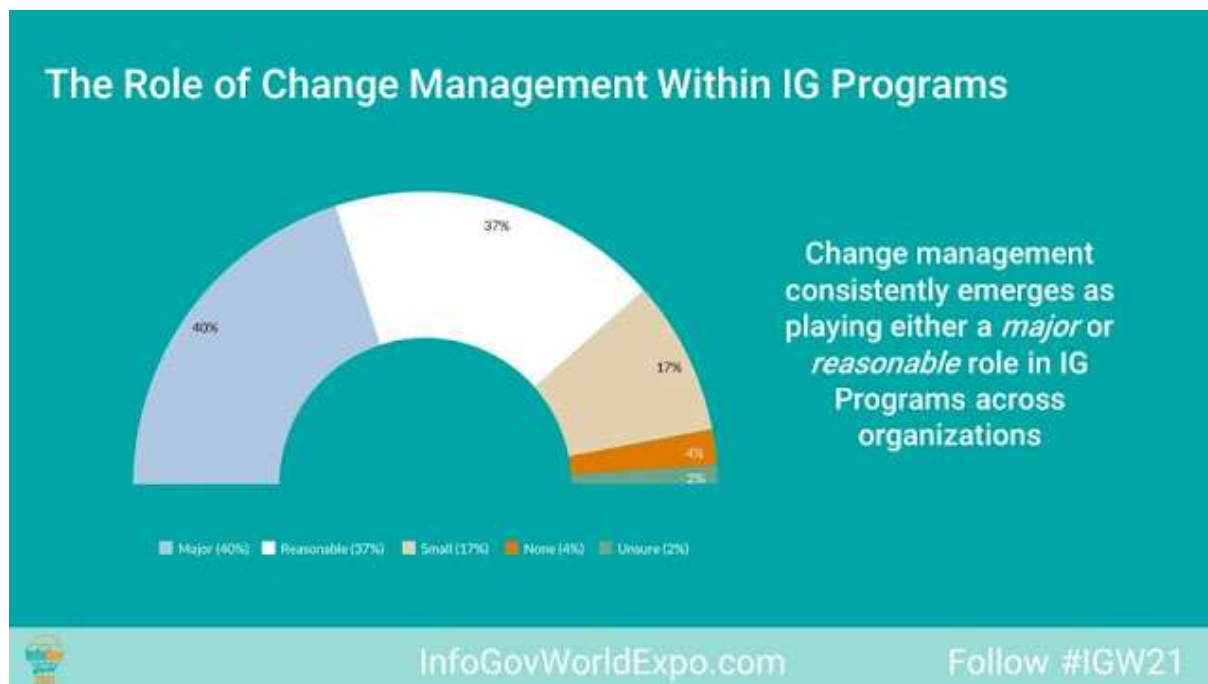 The Role of Change Management Within IG Programs
37%
40%
17%
4%
2%
Change management
consistently emerges as
playing either a major or
reasonable role in IG
Programs across
organizations
Major (40%) Reasonable (37%) Small (17%) None (4%) Unsure (2%)
InfoGovWorldExpo.com
Follow #IGW21